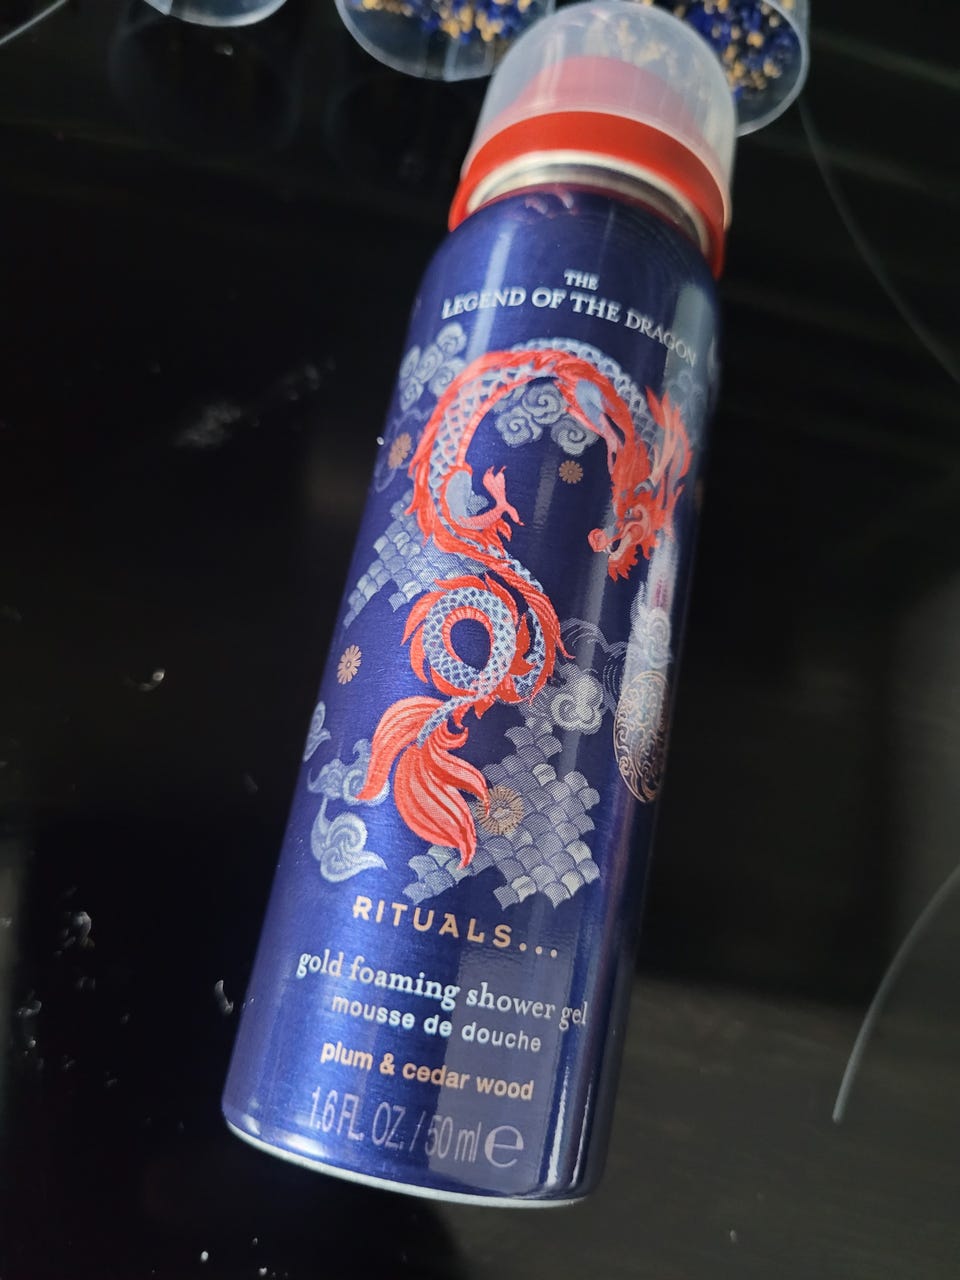 THE
LEGEND OF THE DRAGON
RITUALS...
gold foaming shower gel
mousse de douche
plum & cedar wood
1.6 FL. OZ. / 50 ml e